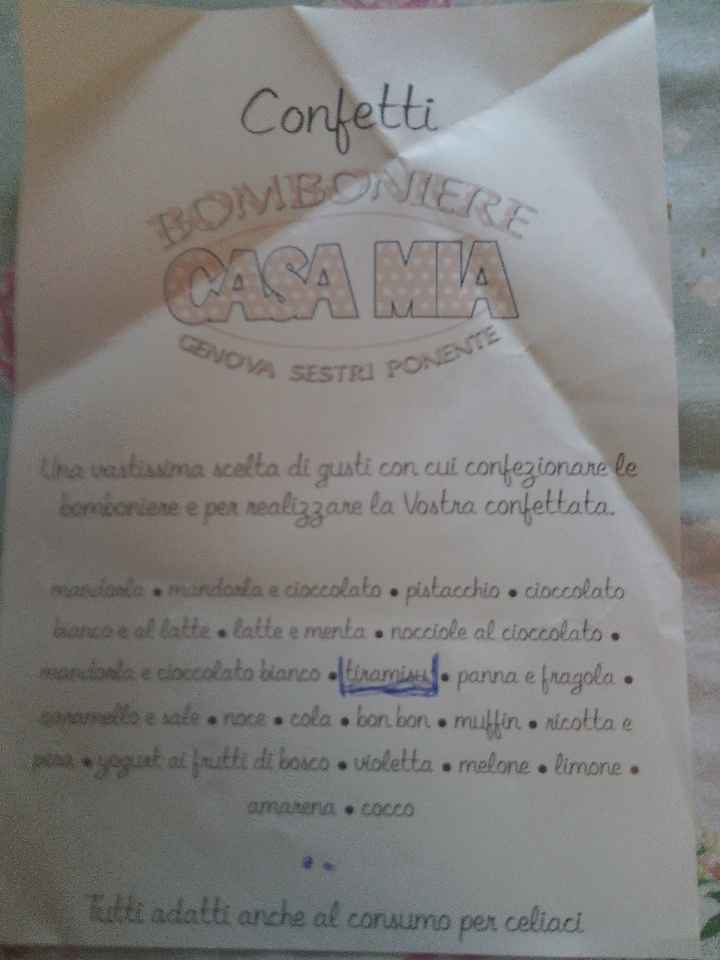 Confetti
BOMBONIERE
CASA MIA
GENOVA SESTRI PONENTE
Una vastissima scelta di gusti con cui confezionare le
bomboniere e per realizzare la Vostra confettata.
mandorla • mandorla e cioccolato • pistacchio • cioccolato
bianco e al latte • latte e menta • nocciole al cioccolato •
mandorla e cioccolato bianco • tiramisu • panna e fragola •
caramello e sale • noce • cola • bon bon • muffin • ricotta e
pera • yogurt ai frutti di bosco • violetta • melone • limone •
amarena • cocco
Tutti adatti anche al consumo per celiaci